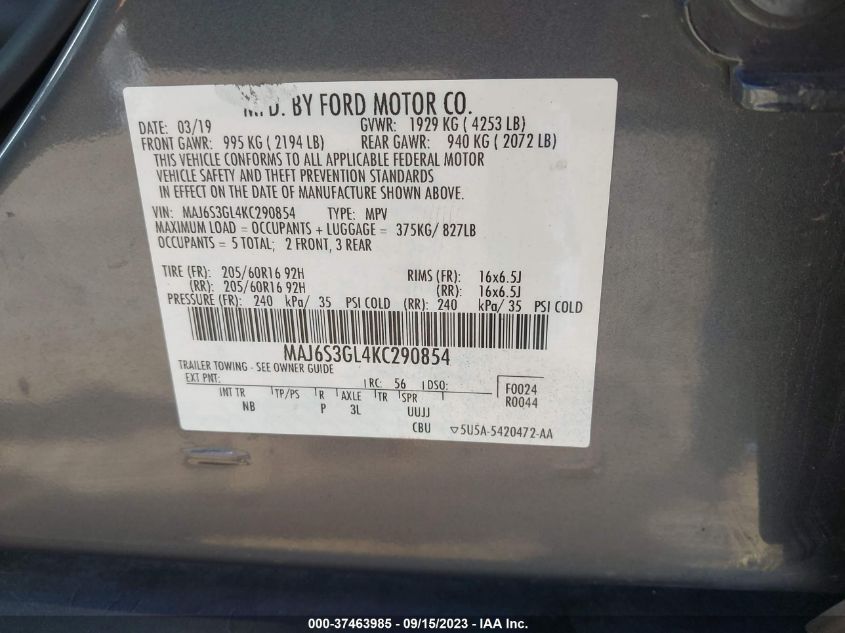 MFD. BY FORD MOTOR CO.
DATE: 03/19 GVWR: 1929 KG ( 4253 LB)
FRONT GAWR: 995 KG ( 2194 LB) REAR GAWR: 940 KG ( 2072 LB)
THIS VEHICLE CONFORMS TO ALL APPLICABLE FEDERAL MOTOR
VEHICLE SAFETY AND THEFT PREVENTION STANDARDS
IN EFFECT ON THE DATE OF MANUFACTURE SHOWN ABOVE.
VIN: MAJ6S3GL4KC290854 TYPE: MPV
MAXIMUM LOAD = OCCUPANTS + LUGGAGE = 375KG/ 827LB
OCCUPANTS = 5 TOTAL; 2 FRONT, 3 REAR
TIRE (FR): 205/60R16 92H RIMS (FR): 16x6.5J
(RR): 205/60R16 92H (RR): 16x6.5J
PRESSURE (FR): 240 kPa/ 35 PSI COLD (RR): 240 kPa/ 35 PSI COLD
MAJ6S3GL4KC290854
TRAILER TOWING - SEE OWNER GUIDE
EXT PNT: RC: 56 DSO: F0024
INT TR TP/PS R AXLE TR SPR R0044
NB P 3L UUJJ
CBU ▽5U5A-5420472-AA
000-37463985 - 09/15/2023 - © IAA Holdings, LLC.